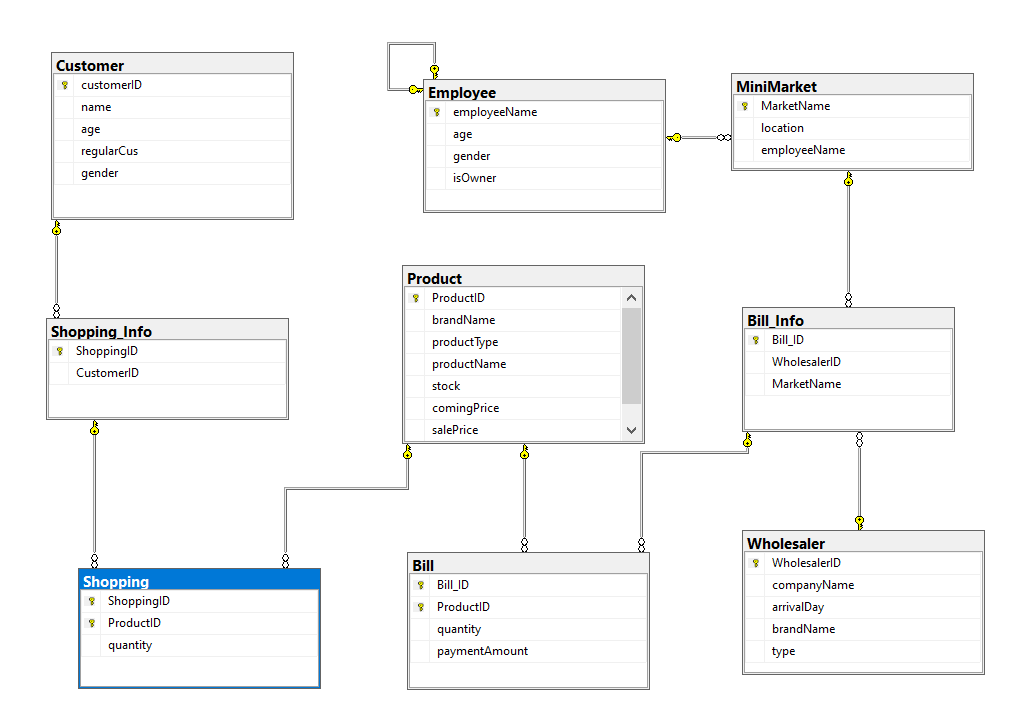 Customer
customerID
name
age
regularCus
gender
Employee
employeeName
age
gender
isOwner
MiniMarket
MarketName
location
employeeName
Shopping_Info
ShoppingID
CustomerID
Product
ProductID
brandName
productType
productName
stock
comingPrice
salePrice
Bill_Info
Bill_ID
WholesalerID
MarketName
Shopping
ShoppingID
ProductID
quantity
Bill
Bill_ID
ProductID
quantity
paymentAmount
Wholesaler
WholesalerID
companyName
arrivalDay
brandName
type